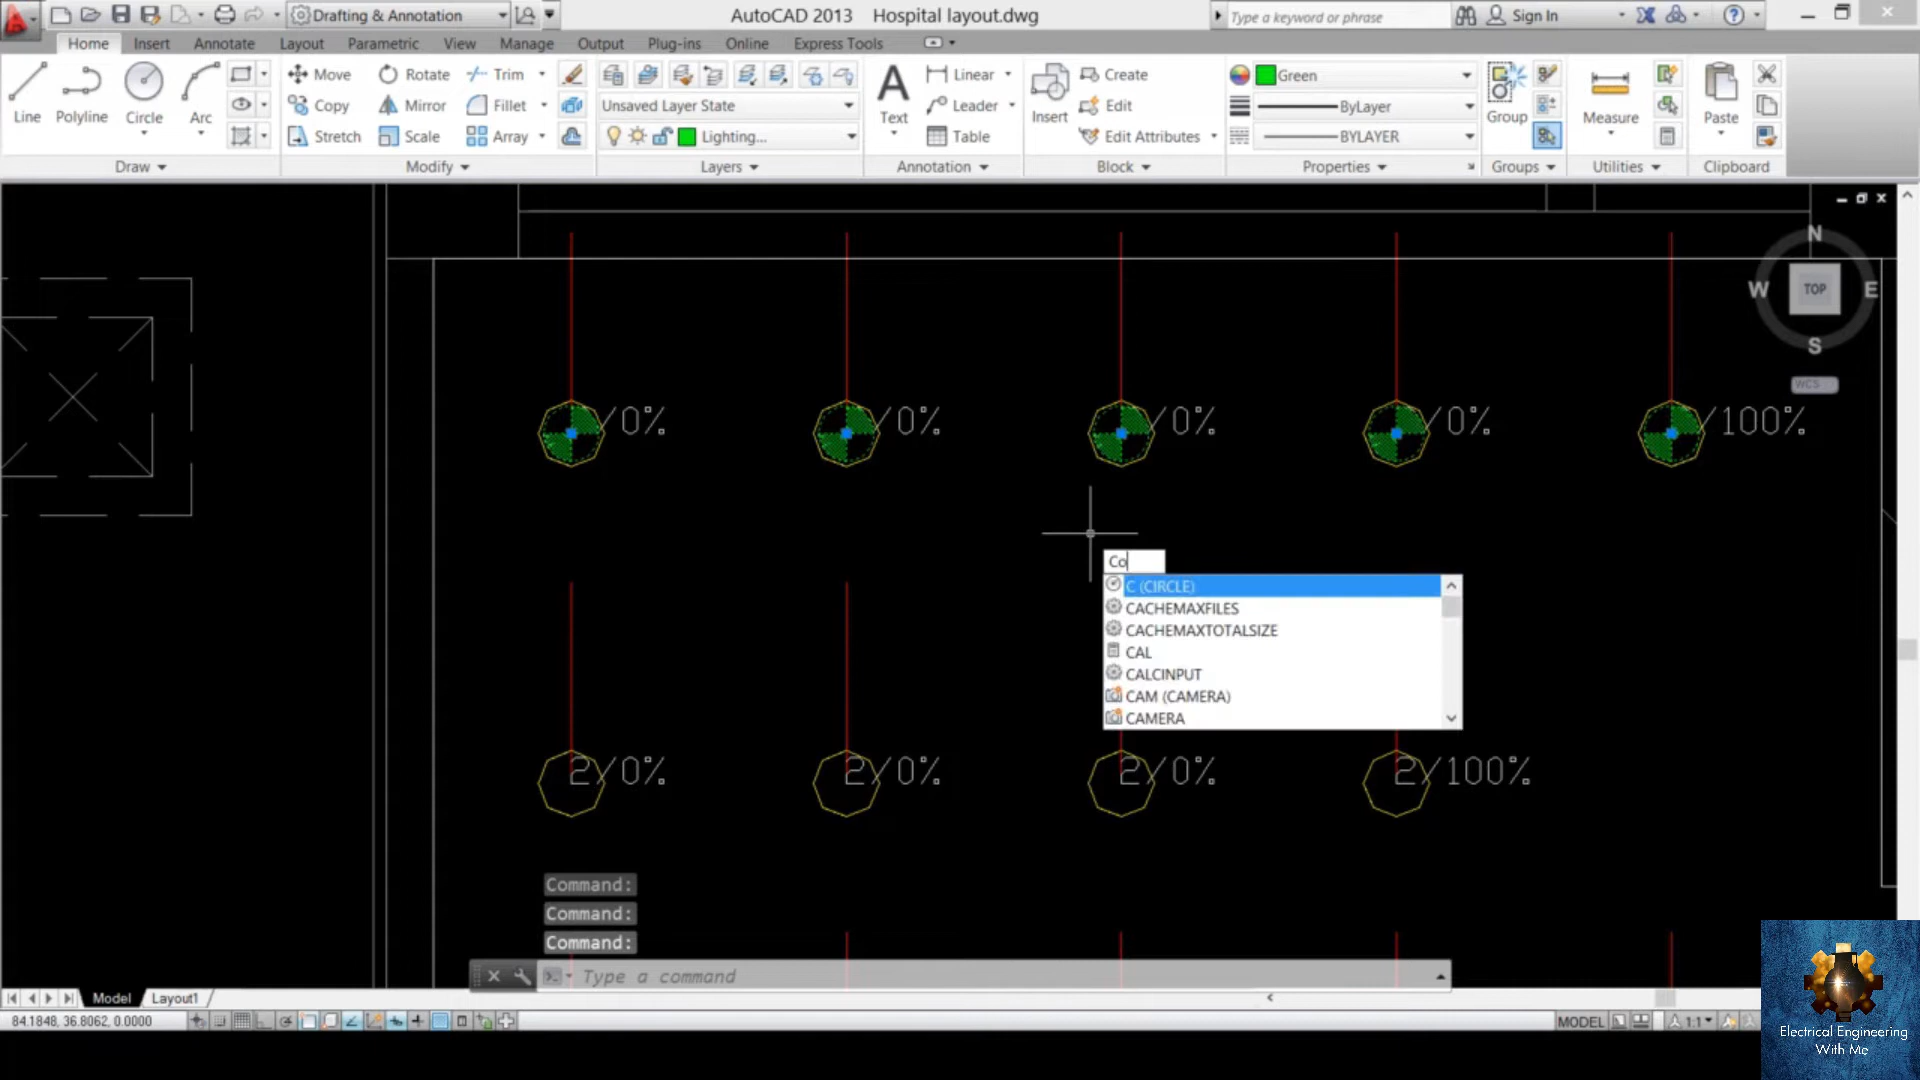 Drafting & Annotation
AutoCAD 2013 Hospital layout.dwg
Type a keyword or phrase
Sign In
Home Insert Annotate Layout Parametric View Manage Output Plug-ins Online Express Tools
Line Polyline Circle Arc
Draw
Move Rotate Trim
Copy Mirror Fillet
Stretch Scale Array
Modify
Unsaved Layer State
Lighting...
Layers
Text
Linear
Leader
Table
Annotation
Insert
Create
Edit
Edit Attributes
Block
Green
ByLayer
BYLAYER
Properties
Group
Groups
Measure
Utilities
Paste
Clipboard
N
W TOP E
S
WCS
/0% /0% /0% /0% /100%
Co
C (CIRCLE)
CACHEMAXFILES
CACHEMAXTOTALSIZE
CAL
CALCINPUT
CAM (CAMERA)
CAMERA
2/0% 2/0% 2/0% 2/100%
Command:
Command:
Command:
Type a command
Model Layout1
84.1848, 36.8062, 0.0000
MODEL
1:1
Electrical Engineering
With Me